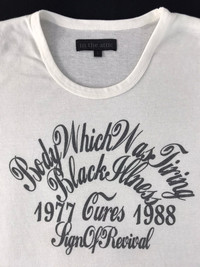 Body Which Was Tiring
Black Illness
1977 Cures 1988
Sign Of Revival